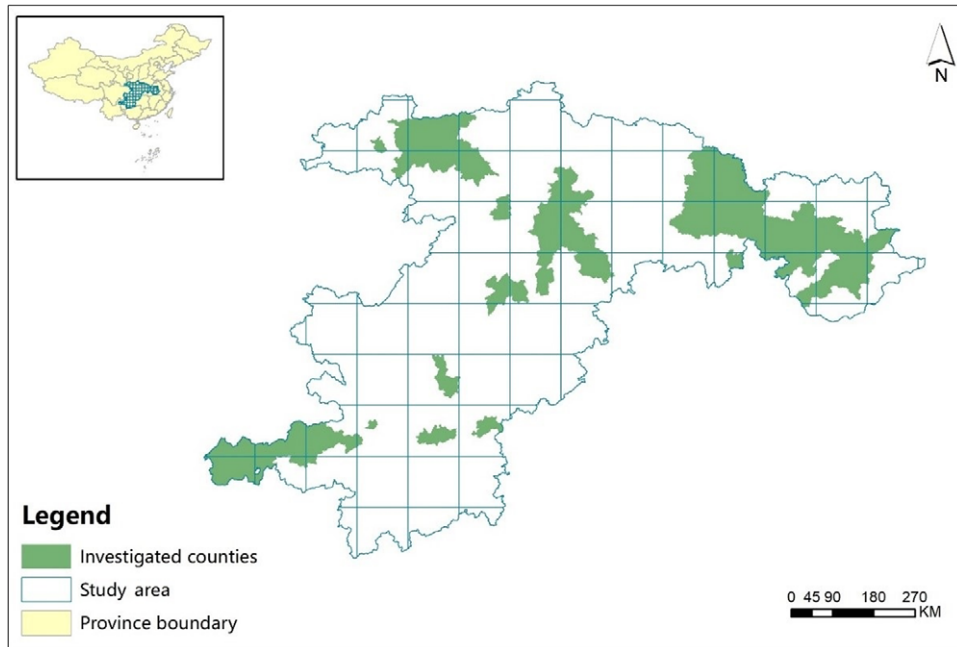 N
Legend
Investigated counties
Study area
Province boundary
0 45 90 180 270
KM